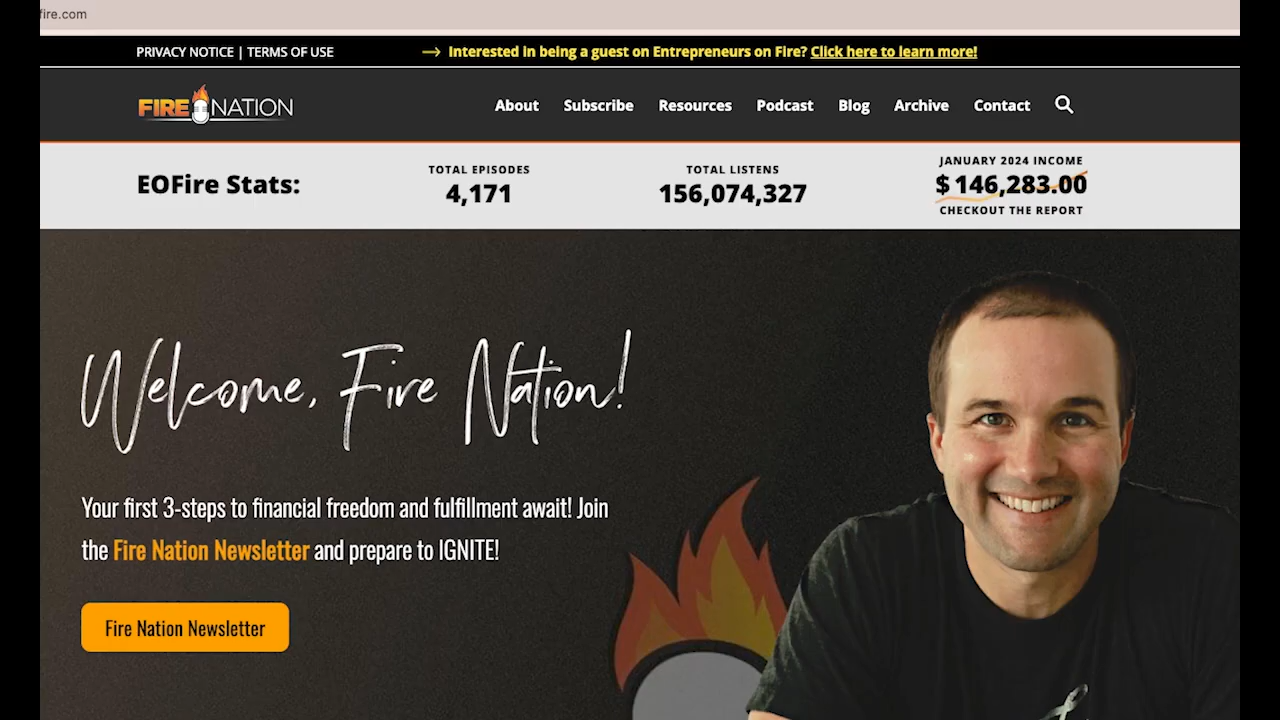 fire.com
PRIVACY NOTICE | TERMS OF USE
Interested in being a guest on Entrepreneurs on Fire? Click here to learn more!
FIRE NATION
About Subscribe Resources Podcast Blog Archive Contact
EOFire Stats:
TOTAL EPISODES
4,171
TOTAL LISTENS
156,074,327
JANUARY 2024 INCOME
$146,283.00
CHECKOUT THE REPORT
Welcome, Fire Nation!
Your first 3-steps to financial freedom and fulfillment await! Join
the Fire Nation Newsletter and prepare to IGNITE!
Fire Nation Newsletter